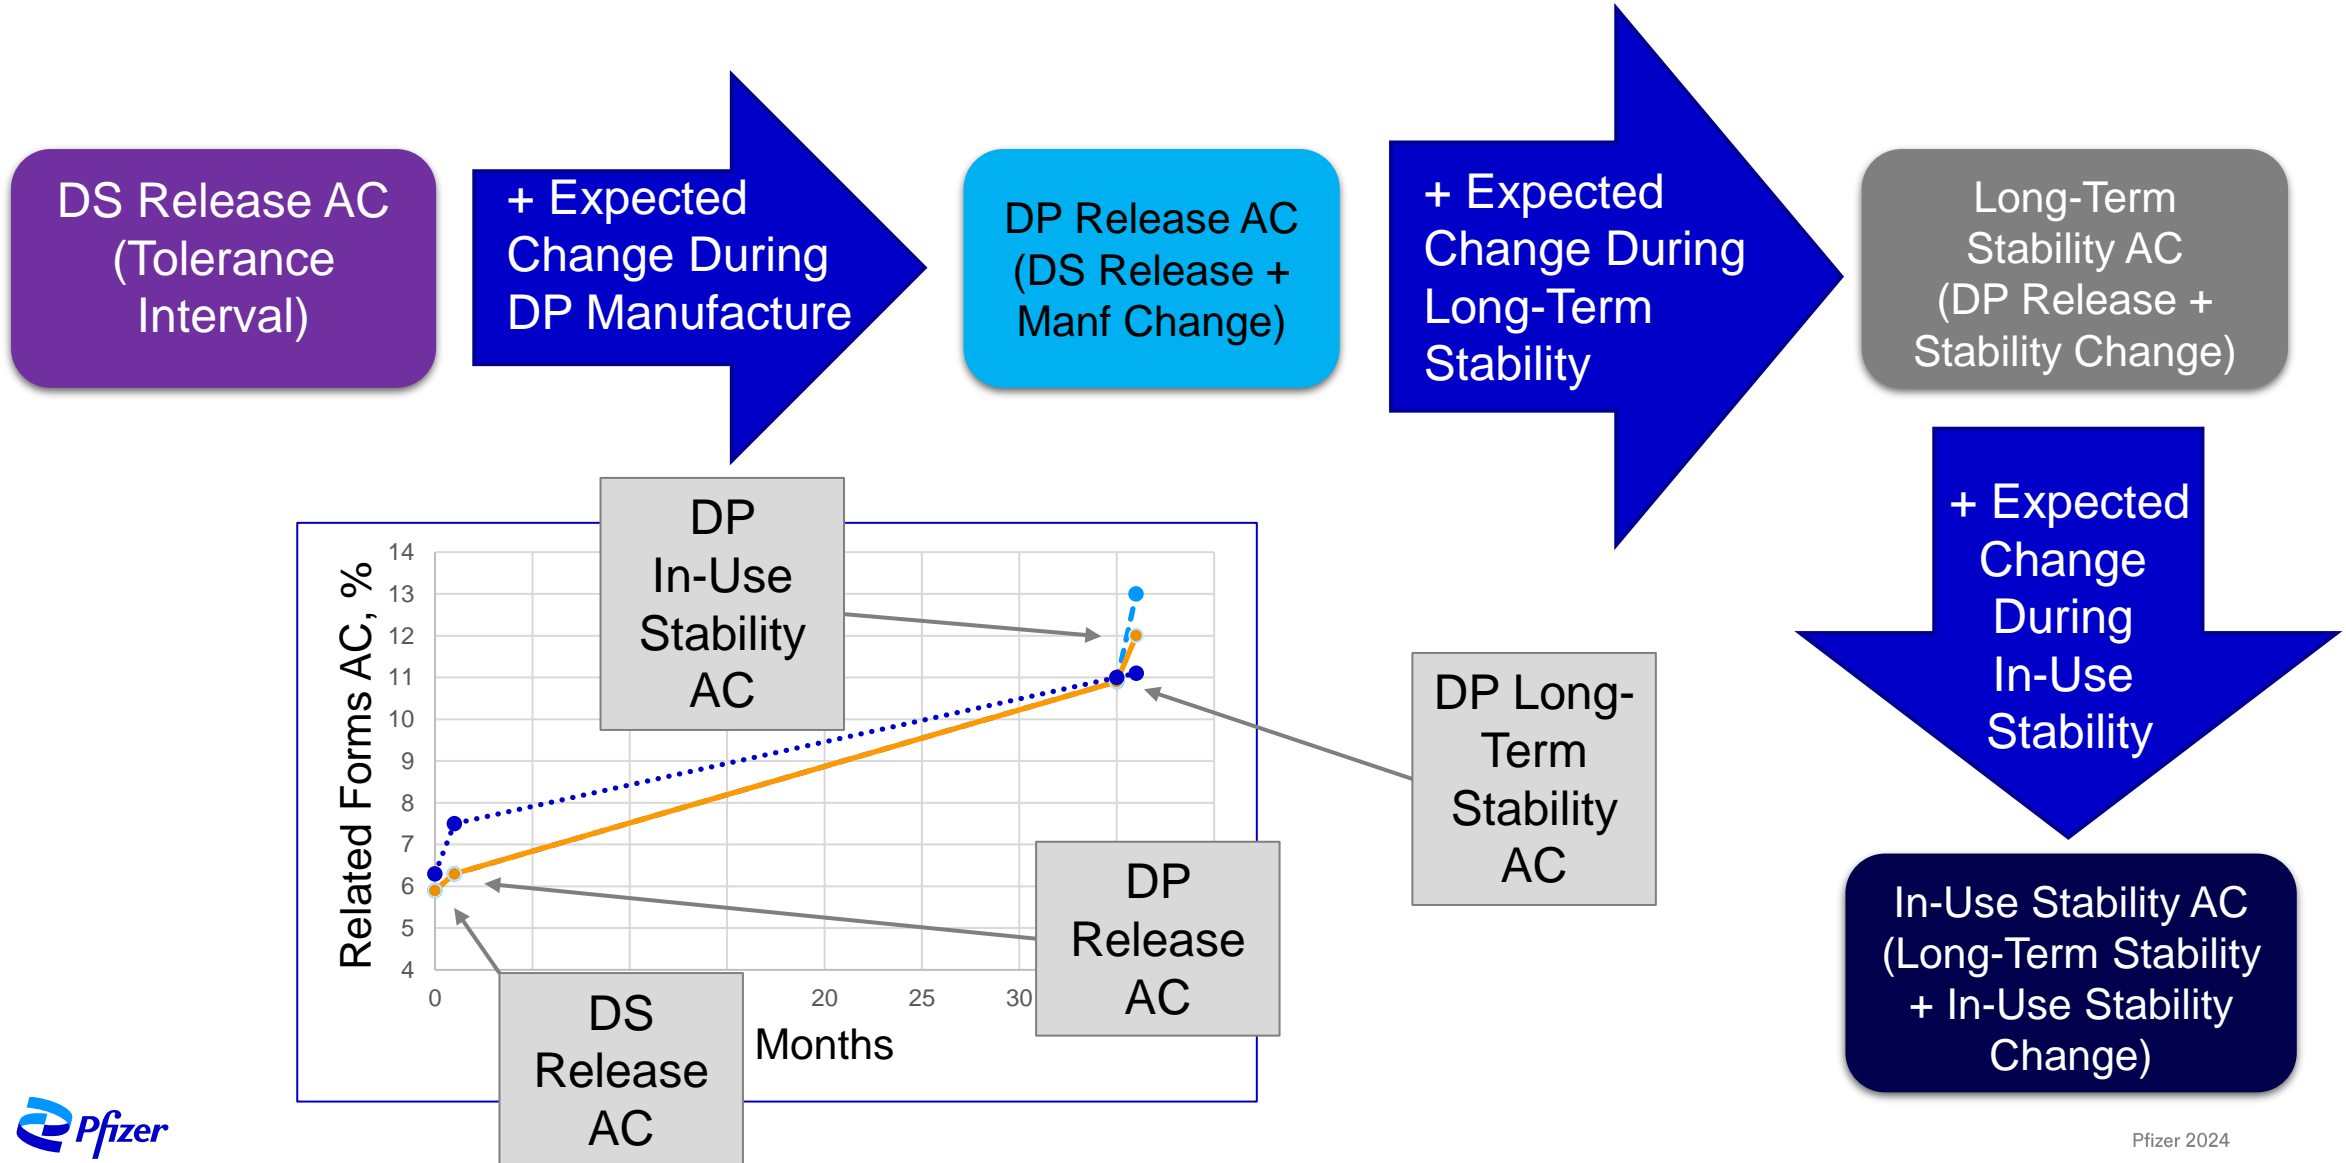 DS Release AC
(Tolerance
Interval)
+ Expected
Change During
DP Manufacture
DP Release AC
(DS Release +
Manf Change)
+ Expected
Change During
Long-Term
Stability
Long-Term
Stability AC
(DP Release +
Stability Change)
+ Expected
Change
During
In-Use
Stability
In-Use Stability AC
(Long-Term Stability
+ In-Use Stability
Change)
DP
In-Use
Stability
AC
DP Long-
Term
Stability
AC
DP
Release
AC
DS
Release
AC
Related Forms AC, %
14
13
12
11
10
9
8
7
6
5
4
0
20
25
30
Months
Pfizer
Pfizer 2024